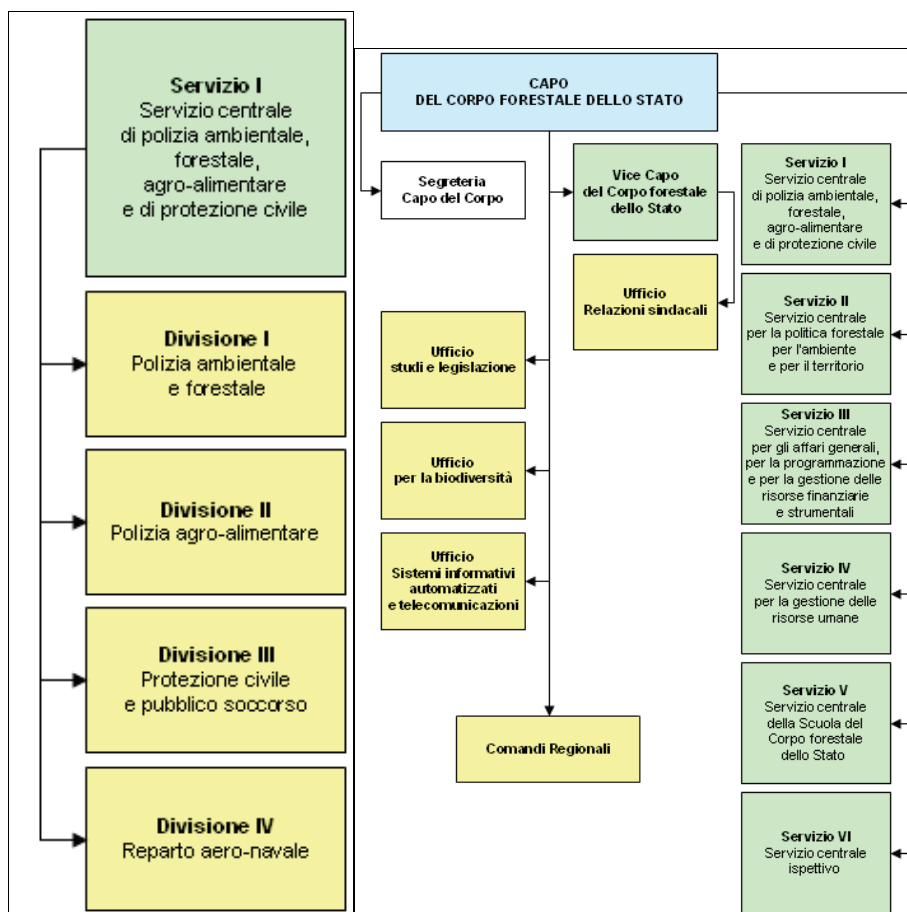 Servizio I
Servizio centrale
di polizia ambientale,
forestale,
agro-alimentare
e di protezione civile
Divisione I
Polizia ambientale
e forestale
Divisione II
Polizia agro-alimentare
Divisione III
Protezione civile
e pubblico soccorso
Divisione IV
Reparto aero-navale
CAPO
DEL CORPO FORESTALE DELLO STATO
Segreteria
Capo del Corpo
Vice Capo
del Corpo forestale
dello Stato
Ufficio
Relazioni sindacali
Ufficio
studi e legislazione
Ufficio
per la biodiversità
Ufficio
Sistemi informativi
automatizzati
e telecomunicazioni
Comandi Regionali
Servizio I
Servizio centrale
di polizia ambientale,
forestale,
agro-alimentare
e di protezione civile
Servizio II
Servizio centrale
per la politica forestale
per l'ambiente
e per il territorio
Servizio III
Servizio centrale
per gli affari generali,
per la programmazione
e per la gestione delle
risorse finanziarie
e strumentali
Servizio IV
Servizio centrale
per la gestione delle
risorse umane
Servizio V
Servizio centrale
della Scuola del
Corpo forestale
dello Stato
Servizio VI
Servizio centrale
ispettivo